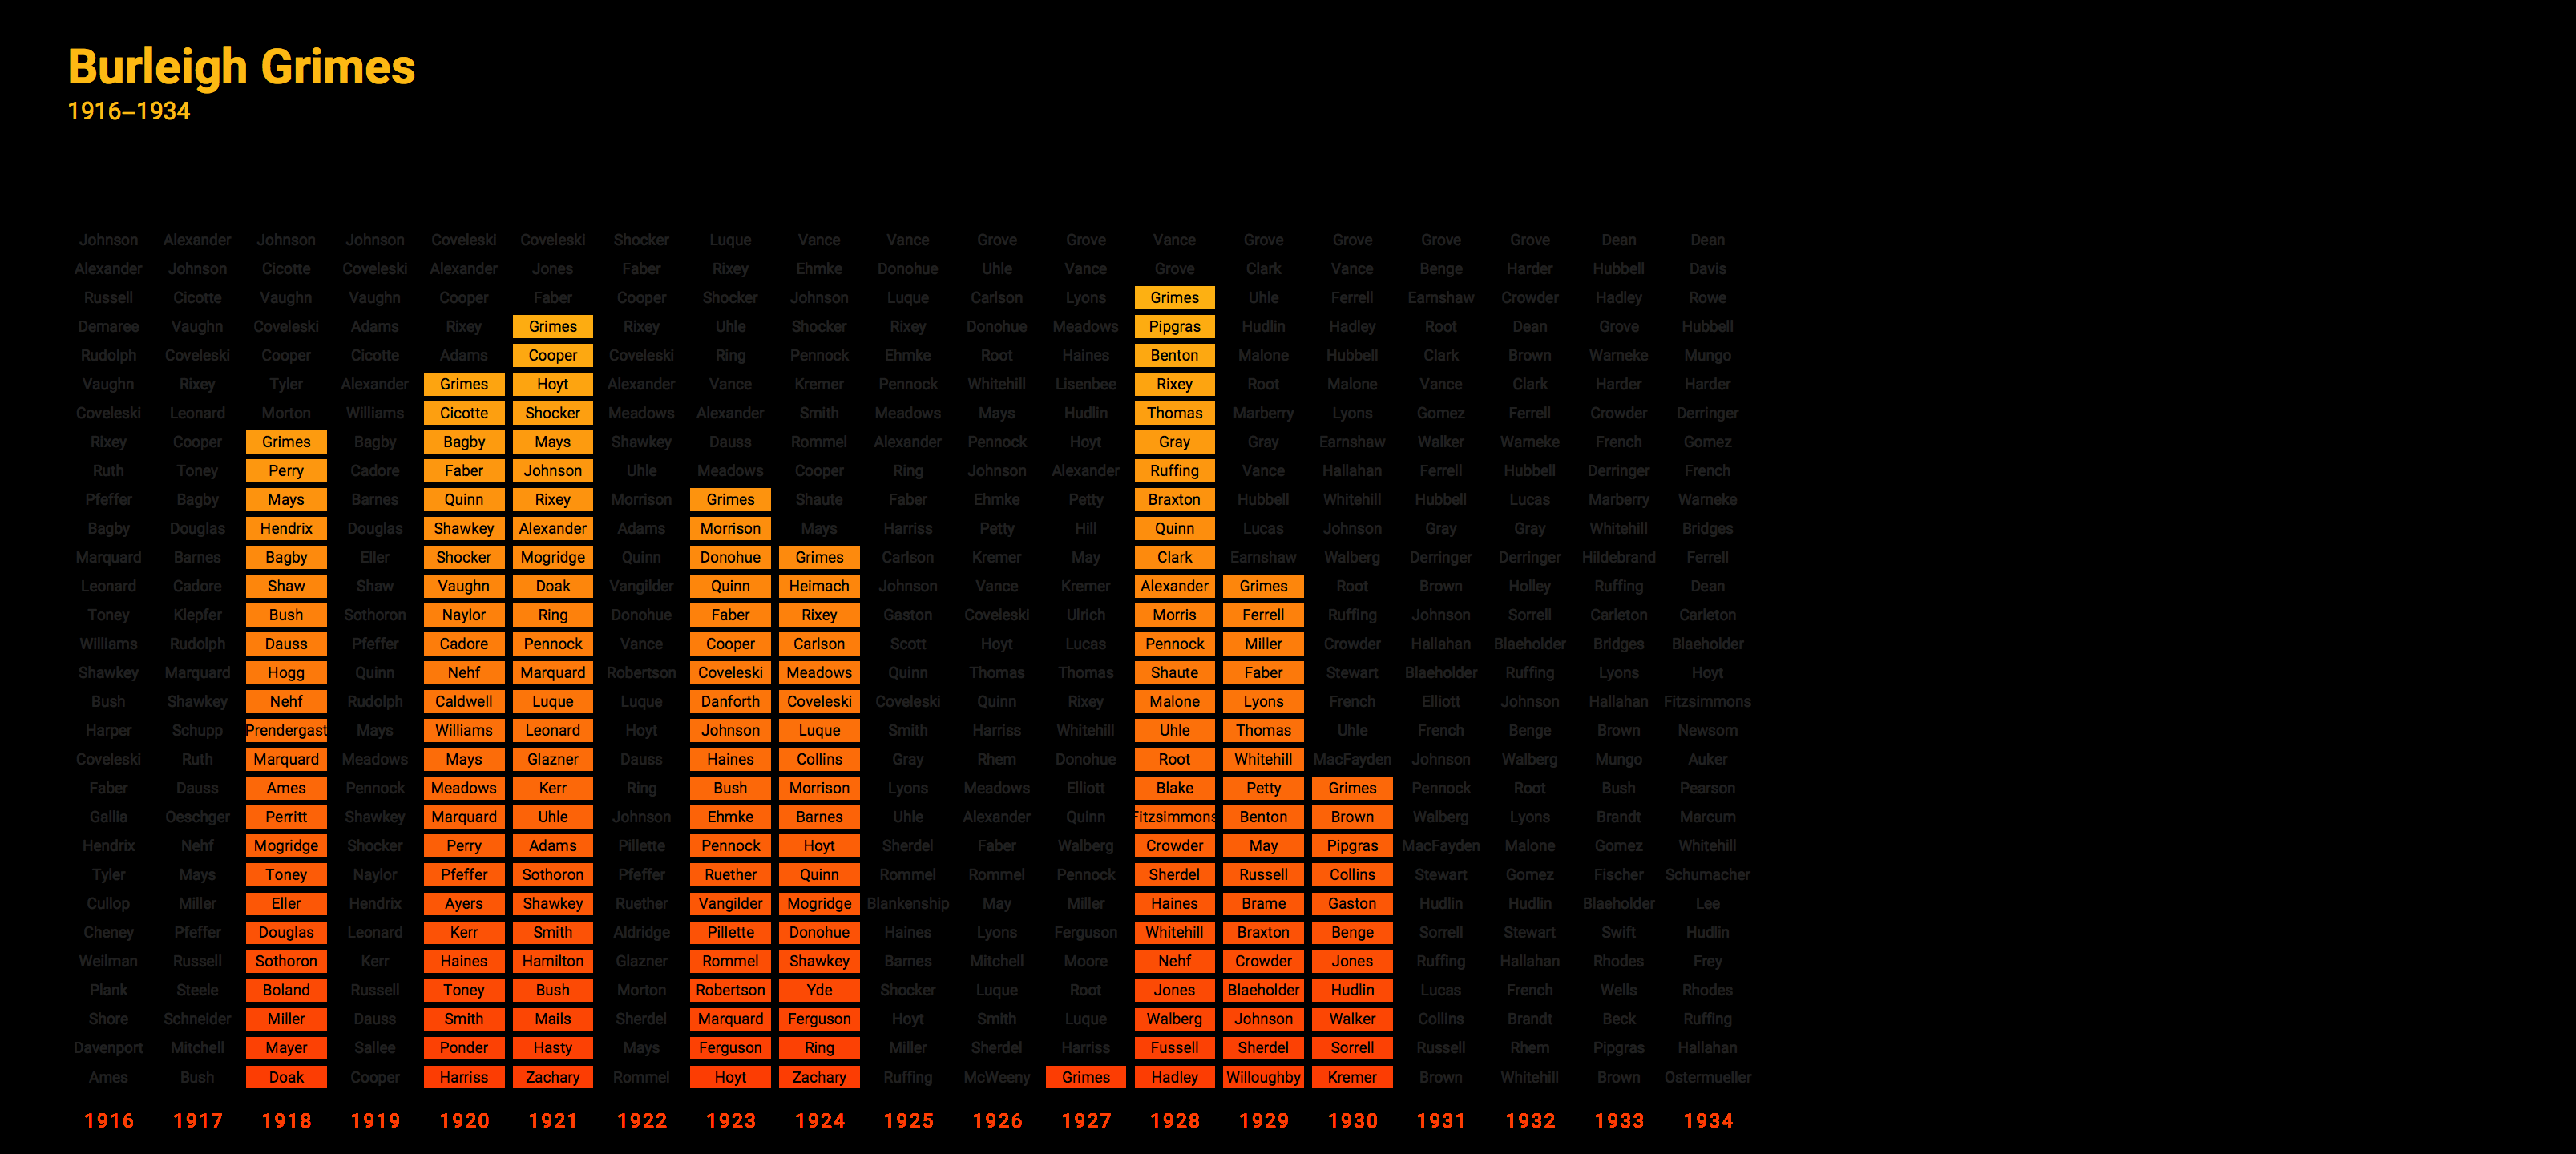 Burleigh Grimes
1916–1934
Johnson Alexander Johnson Johnson Coveleski Coveleski Shocker Luque Vance Vance Grove Grove Vance Grove Grove Grove Grove Dean Dean
Alexander Johnson Cicotte Coveleski Alexander Jones Faber Rixey Ehmke Donohue Uhle Vance Grove Clark Vance Benge Harder Hubbell Davis
Russell Cicotte Vaughn Vaughn Cooper Faber Cooper Shocker Johnson Luque Carlson Lyons Grimes Uhle Ferrell Earnshaw Crowder Hadley Rowe
Demaree Vaughn Coveleski Adams Rixey Grimes Rixey Uhle Shocker Rixey Donohue Meadows Pipgras Hudlin Hadley Root Dean Grove Hubbell
Rudolph Coveleski Cooper Cicotte Adams Cooper Coveleski Ring Pennock Ehmke Root Haines Benton Malone Hubbell Clark Brown Warneke Mungo
Vaughn Rixey Tyler Alexander Grimes Hoyt Alexander Vance Kremer Pennock Whitehill Lisenbee Rixey Root Malone Vance Clark Harder Harder
Coveleski Leonard Morton Williams Cicotte Shocker Meadows Alexander Smith Meadows Mays Hudlin Thomas Marberry Lyons Gomez Ferrell Crowder Derringer
Rixey Cooper Grimes Bagby Bagby Mays Shawkey Dauss Rommel Alexander Pennock Hoyt Gray Gray Earnshaw Walker Warneke French Gomez
Ruth Toney Perry Cadore Faber Johnson Uhle Meadows Cooper Ring Johnson Alexander Ruffing Vance Hallahan Ferrell Hubbell Derringer French
Pfeffer Bagby Mays Barnes Quinn Rixey Morrison Grimes Shaute Faber Ehmke Petty Braxton Hubbell Whitehill Hubbell Lucas Marberry Warneke
Bagby Douglas Hendrix Douglas Shawkey Alexander Adams Morrison Mays Harriss Petty Hill Quinn Lucas Johnson Gray Gray Whitehill Bridges
Marquard Barnes Bagby Eller Shocker Mogridge Quinn Donohue Grimes Carlson Kremer May Clark Earnshaw Walberg Derringer Derringer Hildebrand Ferrell
Leonard Cadore Shaw Shaw Vaughn Doak Vangilder Quinn Heimach Johnson Vance Kremer Alexander Grimes Root Brown Holley Ruffing Dean
Toney Klepfer Bush Sothoron Naylor Ring Donohue Faber Rixey Gaston Coveleski Ulrich Morris Ferrell Ruffing Johnson Sorrell Carleton Carleton
Williams Rudolph Dauss Pfeffer Cadore Pennock Vance Cooper Carlson Scott Hoyt Lucas Pennock Miller Crowder Hallahan Blaeholder Bridges Blaeholder
Shawkey Marquard Hogg Quinn Nehf Marquard Robertson Coveleski Meadows Quinn Thomas Thomas Shaute Faber Stewart Blaeholder Ruffing Lyons Hoyt
Bush Shawkey Nehf Rudolph Caldwell Luque Luque Danforth Coveleski Coveleski Quinn Rixey Malone Lyons French Elliott Johnson Hallahan Fitzsimmons
Harper Schupp Prendergast Mays Williams Leonard Hoyt Johnson Luque Smith Harriss Whitehill Uhle Thomas Uhle French Benge Brown Newsom
Coveleski Ruth Marquard Meadows Mays Glazner Dauss Haines Collins Gray Rhem Donohue Root Whitehill MacFayden Johnson Walberg Mungo Auker
Faber Dauss Ames Pennock Meadows Kerr Ring Bush Morrison Lyons Meadows Elliott Blake Petty Grimes Pennock Root Bush Pearson
Gallia Oeschger Perritt Shawkey Marquard Uhle Johnson Ehmke Barnes Uhle Alexander Quinn Fitzsimmons Benton Brown Walberg Lyons Brandt Marcum
Hendrix Nehf Mogridge Shocker Perry Adams Pillette Pennock Hoyt Sherdel Faber Walberg Crowder May Pipgras MacFayden Malone Gomez Whitehill
Tyler Mays Toney Naylor Pfeffer Sothoron Pfeffer Ruether Quinn Rommel Rommel Pennock Sherdel Russell Collins Stewart Gomez Fischer Schumacher
Cullop Miller Eller Hendrix Ayers Shawkey Ruether Vangilder Mogridge Blankenship May Miller Haines Brame Gaston Hudlin Hudlin Blaeholder Lee
Cheney Pfeffer Douglas Leonard Kerr Smith Aldridge Pillette Donohue Haines Lyons Ferguson Whitehill Braxton Benge Sorrell Stewart Swift Hudlin
Weilman Russell Sothoron Kerr Haines Hamilton Glazner Rommel Shawkey Barnes Mitchell Moore Nehf Crowder Jones Ruffing Hallahan Rhodes Frey
Plank Steele Boland Russell Toney Bush Morton Robertson Yde Shocker Luque Root Jones Blaeholder Hudlin Lucas French Wells Rhodes
Shore Schneider Miller Dauss Smith Mails Sherdel Marquard Ferguson Hoyt Smith Luque Walberg Johnson Walker Collins Brandt Beck Ruffing
Davenport Mitchell Mayer Sallee Ponder Hasty Mays Ferguson Ring Miller Sherdel Harriss Fussell Sherdel Sorrell Russell Rhem Pipgras Hallahan
Ames Bush Doak Cooper Harriss Zachary Rommel Hoyt Zachary Ruffing McWeeny Grimes Hadley Willoughby Kremer Brown Whitehill Brown Ostermueller
1916 1917 1918 1919 1920 1921 1922 1923 1924 1925 1926 1927 1928 1929 1930 1931 1932 1933 1934